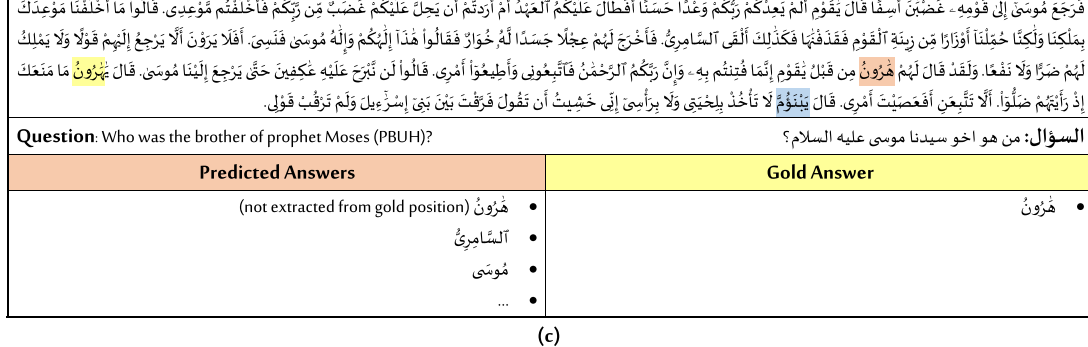 فَرَجَعَ مُوسَىٰٓ إِلَىٰ قَوْمِهِۦ غَضْبَٰنَ أَسِفًا قَالَ يَٰقَوْمِ أَلَمْ يَعِدْكُمْ رَبُّكُمْ وَعْدًا حَسَنًا أَفَطَالَ عَلَيْكُمُ ٱلْعَهْدُ أَمْ أَرَدتُّمْ أَن يَحِلَّ عَلَيْكُمْ غَضَبٌ مِّن رَّبِّكُمْ فَأَخْلَفْتُم مَّوْعِدِى. قَالُوا۟ مَآ أَخْلَفْنَا مَوْعِدَكَ
بِمَلْكِنَا وَلَٰكِنَّا حُمِّلْنَآ أَوْزَارًا مِّن زِينَةِ ٱلْقَوْمِ فَقَذَفْنَٰهَا فَكَذَٰلِكَ أَلْقَى ٱلسَّامِرِىُّ. فَأَخْرَجَ لَهُمْ عِجْلًا جَسَدًا لَّهُۥ خُوَارٌ فَقَالُوا۟ هَٰذَآ إِلَٰهُكُمْ وَإِلَٰهُ مُوسَىٰ فَنَسِىَ. أَفَلَا يَرَوْنَ أَلَّا يَرْجِعُ إِلَيْهِمْ قَوْلًا وَلَا يَمْلِكُ
لَهُمْ ضَرًّا وَلَا نَفْعًا. وَلَقَدْ قَالَ لَهُمْ هَٰرُونُ مِن قَبْلُ يَٰقَوْمِ إِنَّمَا فُتِنتُم بِهِۦ وَإِنَّ رَبَّكُمُ ٱلرَّحْمَٰنُ فَٱتَّبِعُونِى وَأَطِيعُوٓا۟ أَمْرِى. قَالُوا۟ لَن نَّبْرَحَ عَلَيْهِ عَٰكِفِينَ حَتَّىٰ يَرْجِعَ إِلَيْنَا مُوسَىٰ. قَالَ يَٰهَٰرُونُ مَا مَنَعَكَ
إِذْ رَأَيْتَهُمْ ضَلُّوٓا۟. أَلَّا تَتَّبِعَنِ أَفَعَصَيْتَ أَمْرِى. قَالَ يَبْنَؤُمَّ لَا تَأْخُذْ بِلِحْيَتِى وَلَا بِرَأْسِىٓ إِنِّى خَشِيتُ أَن تَقُولَ فَرَّقْتَ بَيْنَ بَنِىٓ إِسْرَٰٓءِيلَ وَلَمْ تَرْقُبْ قَوْلِى.
Question: Who was the brother of prophet Moses (PBUH)?
السؤال: من هو اخو سيدنا موسى عليه السلام؟
Predicted Answers
Gold Answer
• هَٰرُونُ (not extracted from gold position)
• ٱلسَّامِرِىُّ
• مُوسَى
• ...
• هَٰرُونُ
(c)